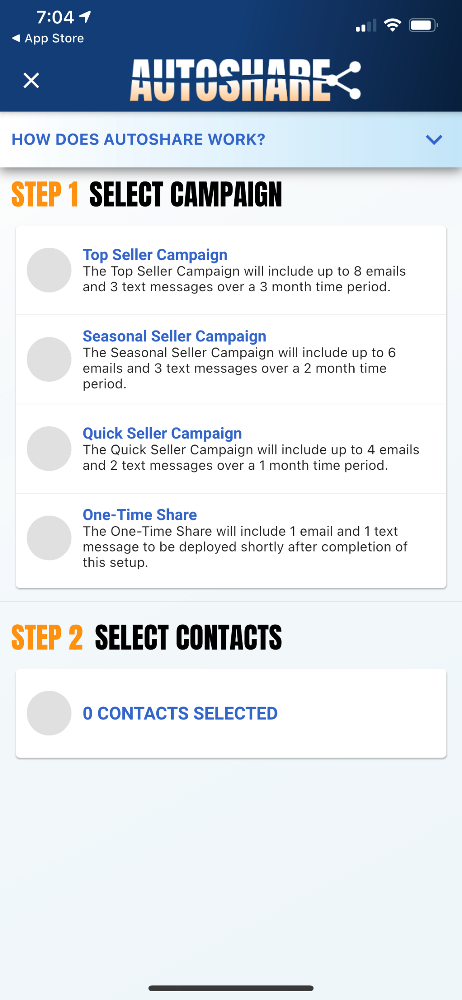 7:04
App Store
AUTOSHARE
HOW DOES AUTOSHARE WORK?
STEP 1 SELECT CAMPAIGN
Top Seller Campaign
The Top Seller Campaign will include up to 8 emails
and 3 text messages over a 3 month time period.
Seasonal Seller Campaign
The Seasonal Seller Campaign will include up to 6
emails and 3 text messages over a 2 month time
period.
Quick Seller Campaign
The Quick Seller Campaign will include up to 4 emails
and 2 text messages over a 1 month time period.
One-Time Share
The One-Time Share will include 1 email and 1 text
message to be deployed shortly after completion of
this setup.
STEP 2 SELECT CONTACTS
0 CONTACTS SELECTED